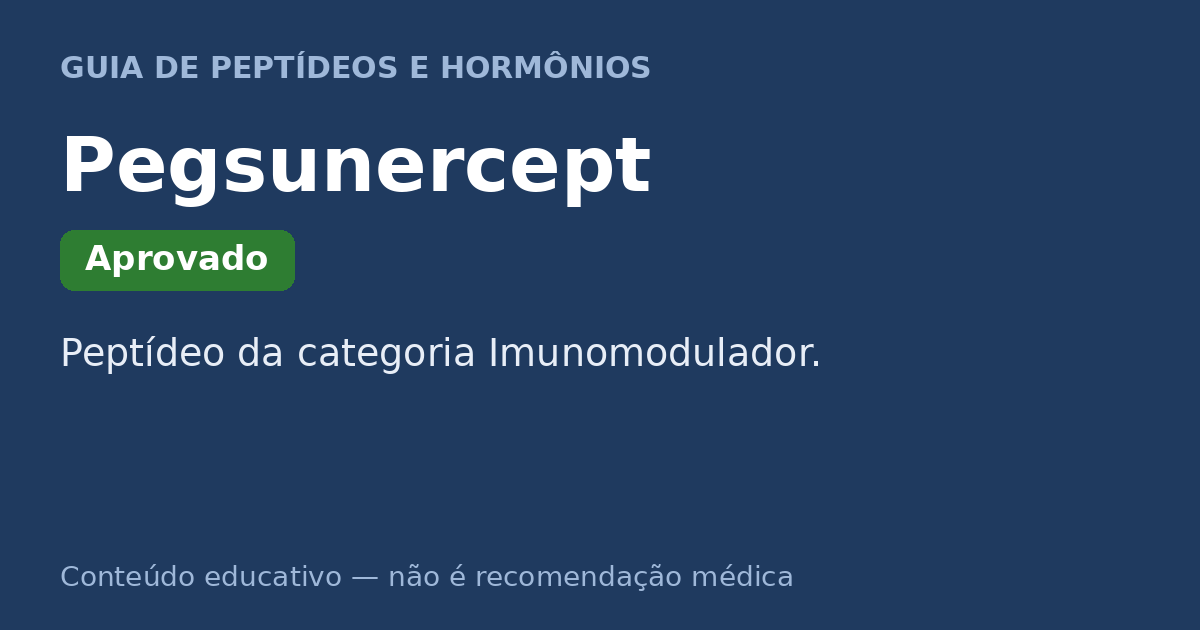 GUIA DE PEPTÍDEOS E HORMÔNIOS
Pegsunercept
Aprovado
Peptídeo da categoria Imunomodulador.
Conteúdo educativo — não é recomendação médica